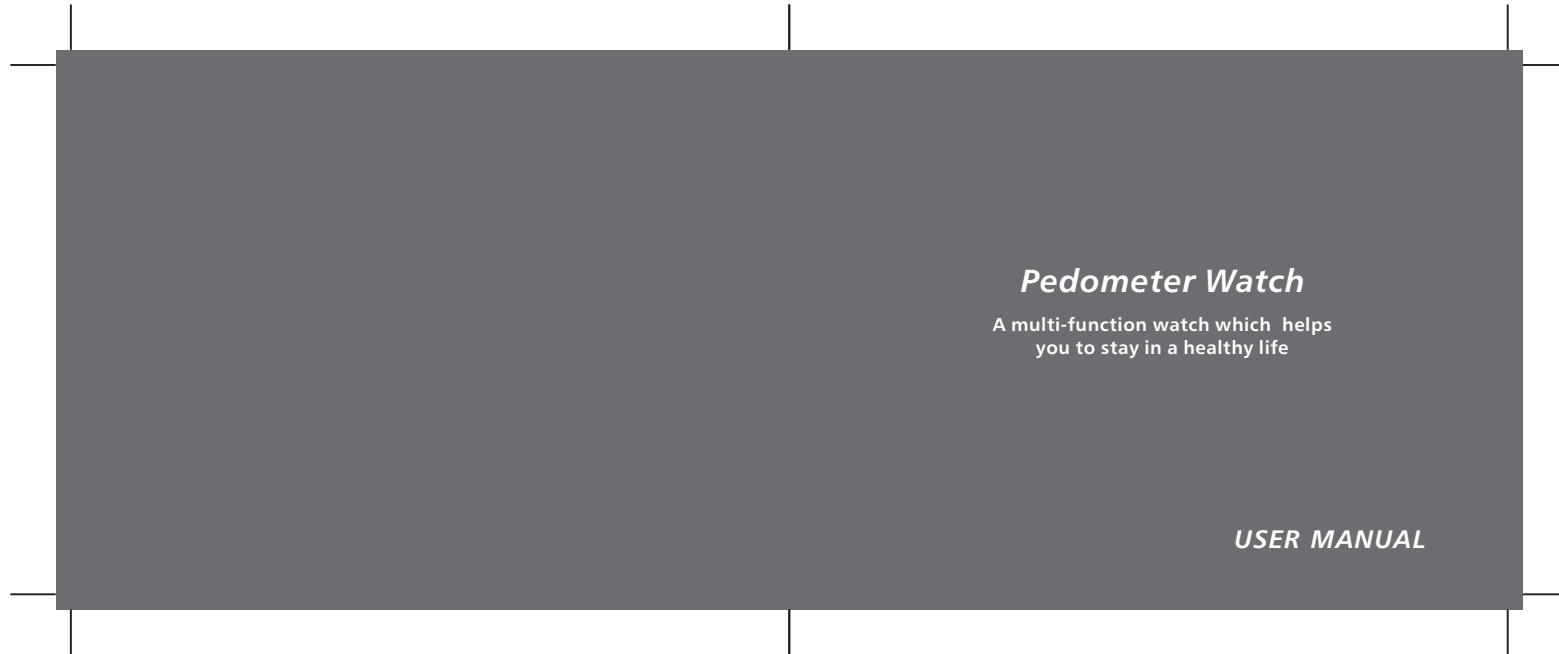 Pedometer Watch
A multi-function watch which  helps
you to stay in a healthy life
USER MANUAL